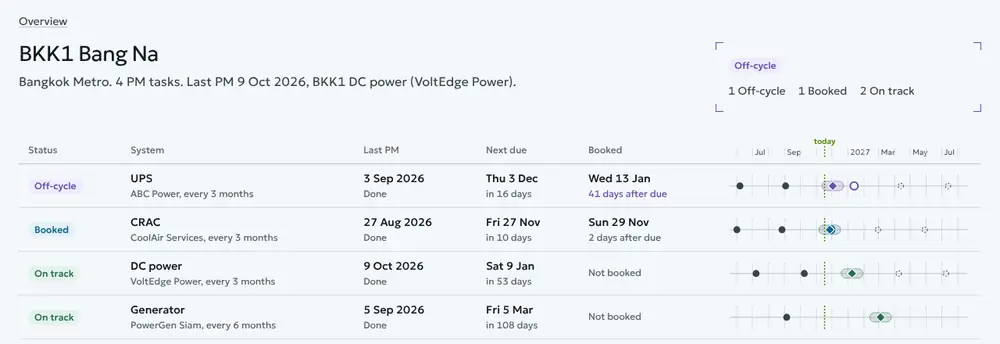 Overview
BKK1 Bang Na
Bangkok Metro. 4 PM tasks. Last PM 9 Oct 2026, BKK1 DC power (VoltEdge Power).
Off-cycle
1 Off-cycle 1 Booked 2 On track
today
Status System Last PM Next due Booked Jul Sep 2027 Mar May Jul
Off-cycle UPS 3 Sep 2026 Thu 3 Dec Wed 13 Jan
ABC Power, every 3 months Done in 16 days 41 days after due
Booked CRAC 27 Aug 2026 Fri 27 Nov Sun 29 Nov
CoolAir Services, every 3 months Done in 10 days 2 days after due
On track DC power 9 Oct 2026 Sat 9 Jan Not booked
VoltEdge Power, every 3 months Done in 53 days
On track Generator 5 Sep 2026 Fri 5 Mar Not booked
PowerGen Siam, every 6 months Done in 108 days